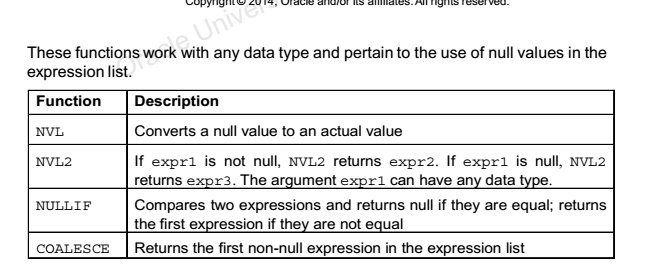 Copyright © 2014, Oracle and/or its affiliates. All rights reserved.
Oracle Univers
These functions work with any data type and pertain to the use of null values in the
expression list.
Function Description
NVL Converts a null value to an actual value
NVL2 If expr1 is not null, NVL2 returns expr2. If expr1 is null, NVL2
returns expr3. The argument expr1 can have any data type.
NULLIF Compares two expressions and returns null if they are equal; returns
the first expression if they are not equal
COALESCE Returns the first non-null expression in the expression list